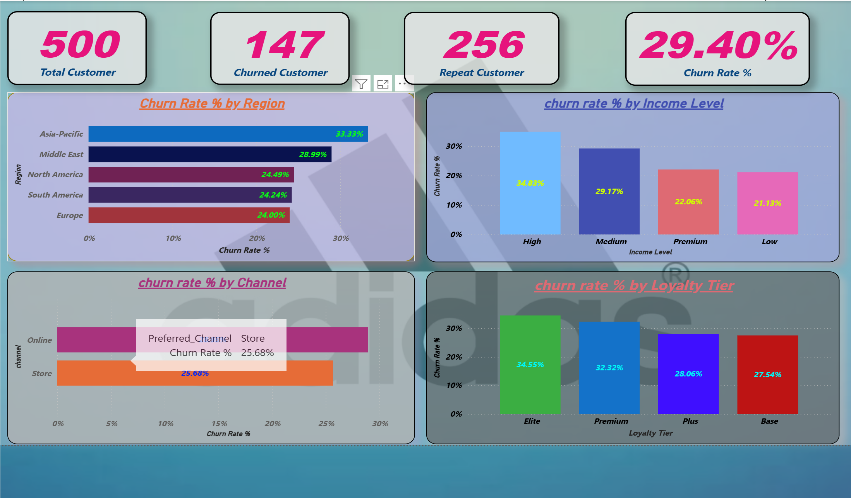 500
Total Customer
147
Churned Customer
256
Repeat Customer
29.40%
Churn Rate %
Churn Rate % by Region
Region
Asia-Pacific
33.33%
Middle East
28.99%
North America
24.49%
South America
24.24%
Europe
24.00%
0% 10% 20% 30%
Churn Rate %
churn rate % by Income Level
Churn Rate %
30%
20%
10%
0%
34.83%
29.17%
22.06%
21.13%
High Medium Premium Low
Income Level
churn rate % by Channel
channel
Online
Store
Preferred_Channel Store
Churn Rate % 25.68%
25.68%
0% 5% 10% 15% 20% 25% 30%
Churn Rate %
churn rate % by Loyalty Tier
Churn Rate %
30%
20%
10%
0%
34.55%
32.32%
28.06%
27.54%
Elite Premium Plus Base
Loyalty Tier
adidas®